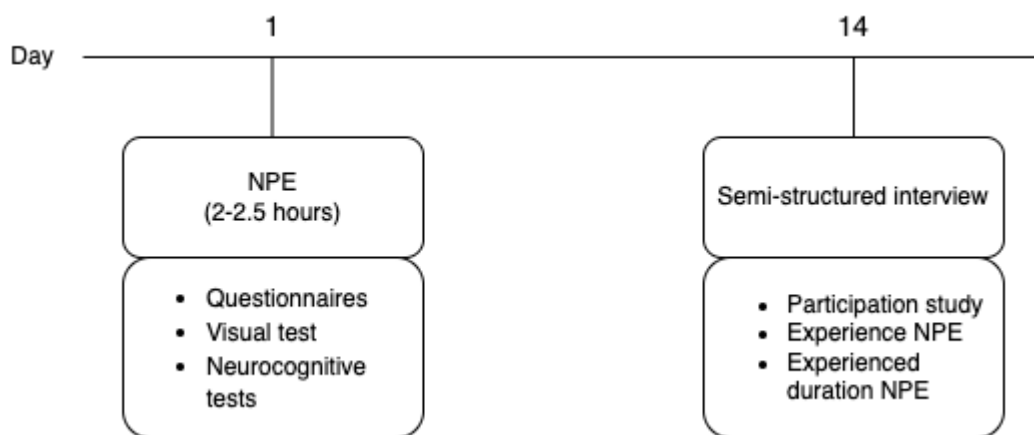 1
14
Day
NPE
(2-2.5 hours)
Semi-structured interview
• Questionnaires
• Visual test
• Neurocognitive
tests
• Participation study
• Experience NPE
• Experienced
duration NPE